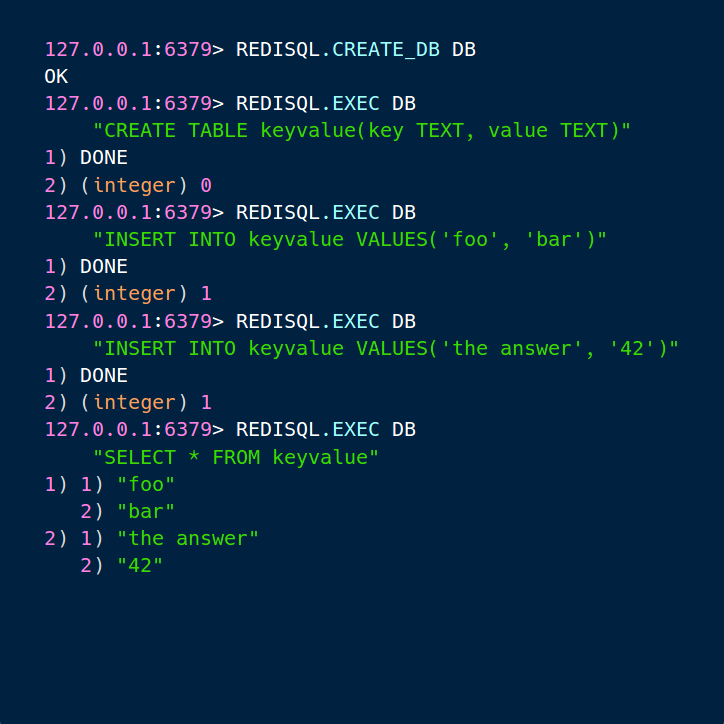 127.0.0.1:6379> REDISQL.CREATE_DB DB
OK
127.0.0.1:6379> REDISQL.EXEC DB
    "CREATE TABLE keyvalue(key TEXT, value TEXT)"
1) DONE
2) (integer) 0
127.0.0.1:6379> REDISQL.EXEC DB
    "INSERT INTO keyvalue VALUES('foo', 'bar')"
1) DONE
2) (integer) 1
127.0.0.1:6379> REDISQL.EXEC DB
    "INSERT INTO keyvalue VALUES('the answer', '42')"
1) DONE
2) (integer) 1
127.0.0.1:6379> REDISQL.EXEC DB
    "SELECT * FROM keyvalue"
1) 1) "foo"
   2) "bar"
2) 1) "the answer"
   2) "42"